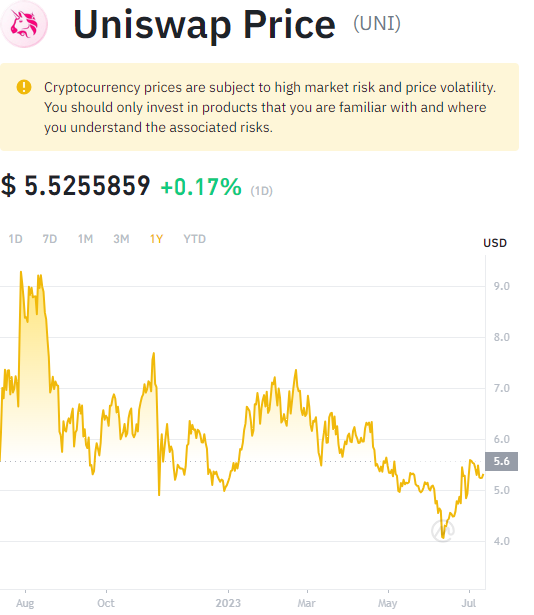 Uniswap Price (UNI)
Cryptocurrency prices are subject to high market risk and price volatility.
You should only invest in products that you are familiar with and where
you understand the associated risks.
$ 5.5255859 +0.17% (1D)
1D 7D 1M 3M 1Y YTD
USD
9.0
8.0
7.0
6.0
5.6
5.0
4.0
Aug Oct 2023 Mar May Jul